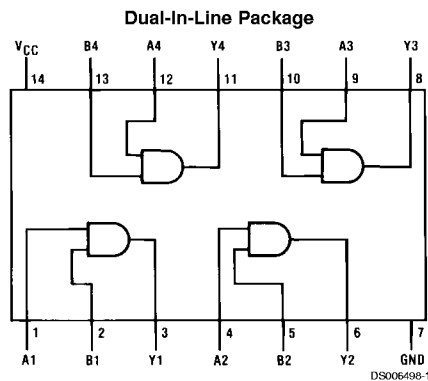 Dual-In-Line Package
VCC B4 A4 Y4 B3 A3 Y3
14 13 12 11 10 9 8
1 2 3 4 5 6 7
A1 B1 Y1 A2 B2 Y2 GND
DS006498-1